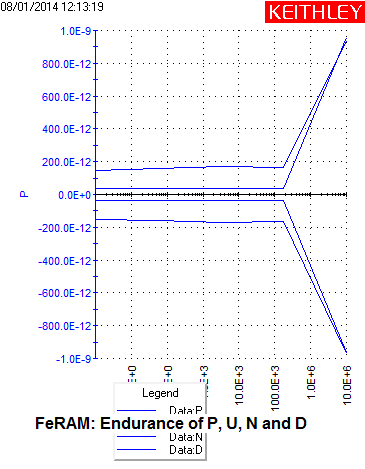 08/01/2014 12:13:19
KEITHLEY
1.0E-9
800.0E-12
600.0E-12
400.0E-12
200.0E-12
0.0E+0
-200.0E-12
-400.0E-12
-600.0E-12
-800.0E-12
-1.0E-9
P
10.0E+3
100.0E+3
1.0E+6
10.0E+6
Legend
Data:P
FeRAM: Endurance of P, U, N and D
Data:N
Data:D